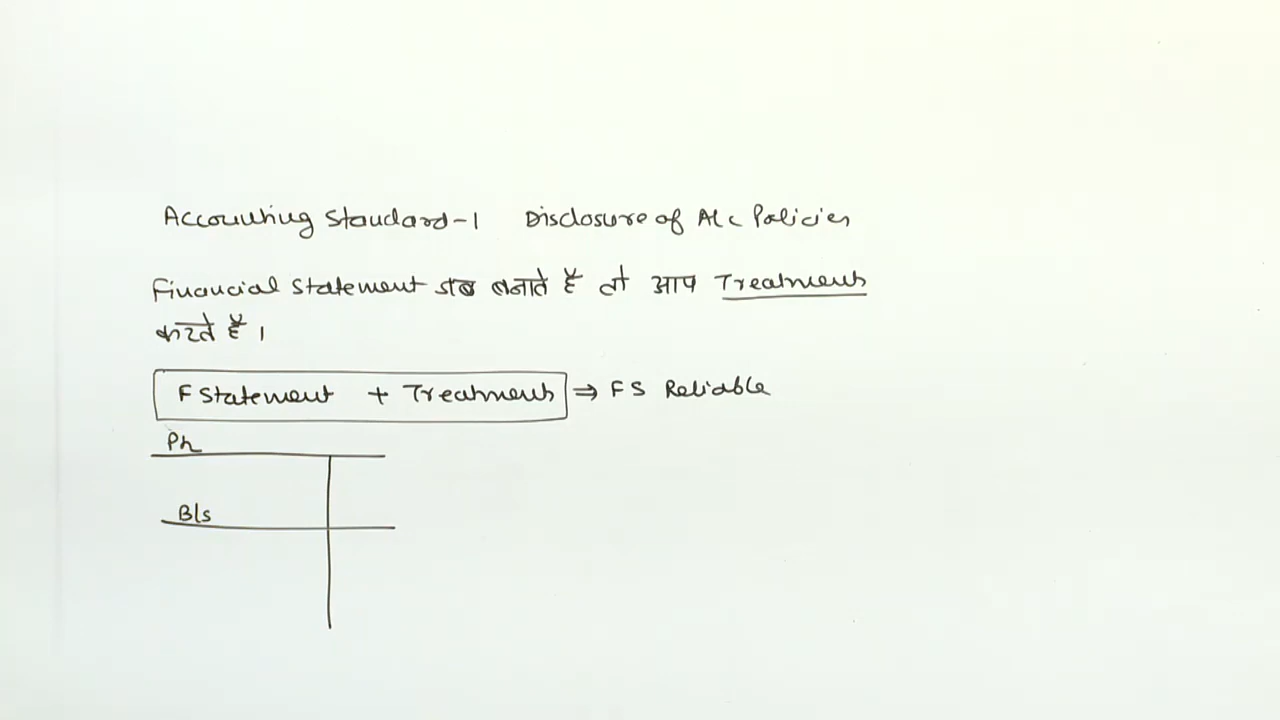 Accounting Standard-1 Disclosure of A/c Policies
Financial Statement जब बनाते हैं तो आप Treatment
करते हैं ।
F Statement + Treatment ⇒ FS Reliable
P/L
B/s